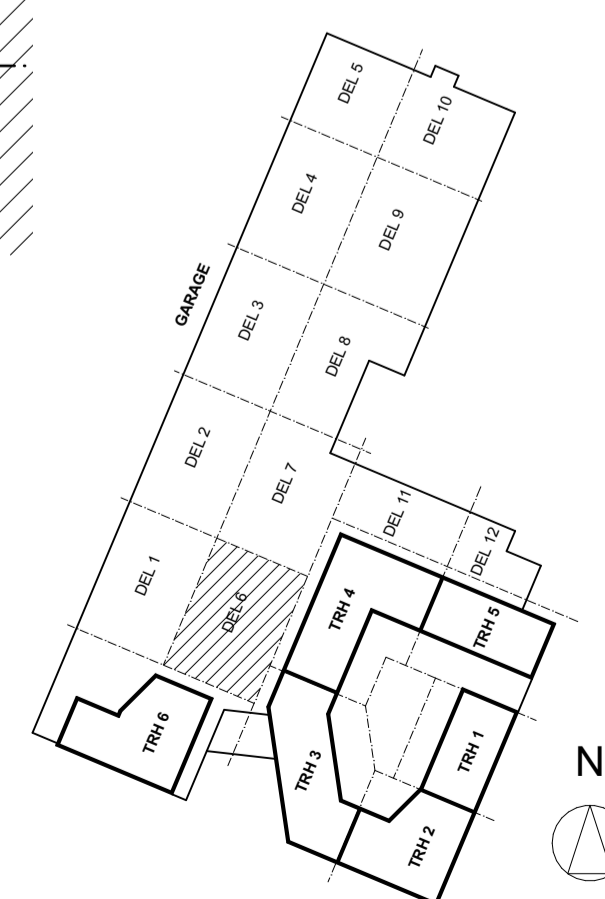 DEL 5
DEL 10
DEL 4
DEL 9
GARAGE
DEL 3
DEL 8
DEL 2
DEL 7
DEL 11
DEL 12
DEL 1
DEL 6
TRH 4
TRH 5
TRH 6
TRH 3
TRH 1
TRH 2
N